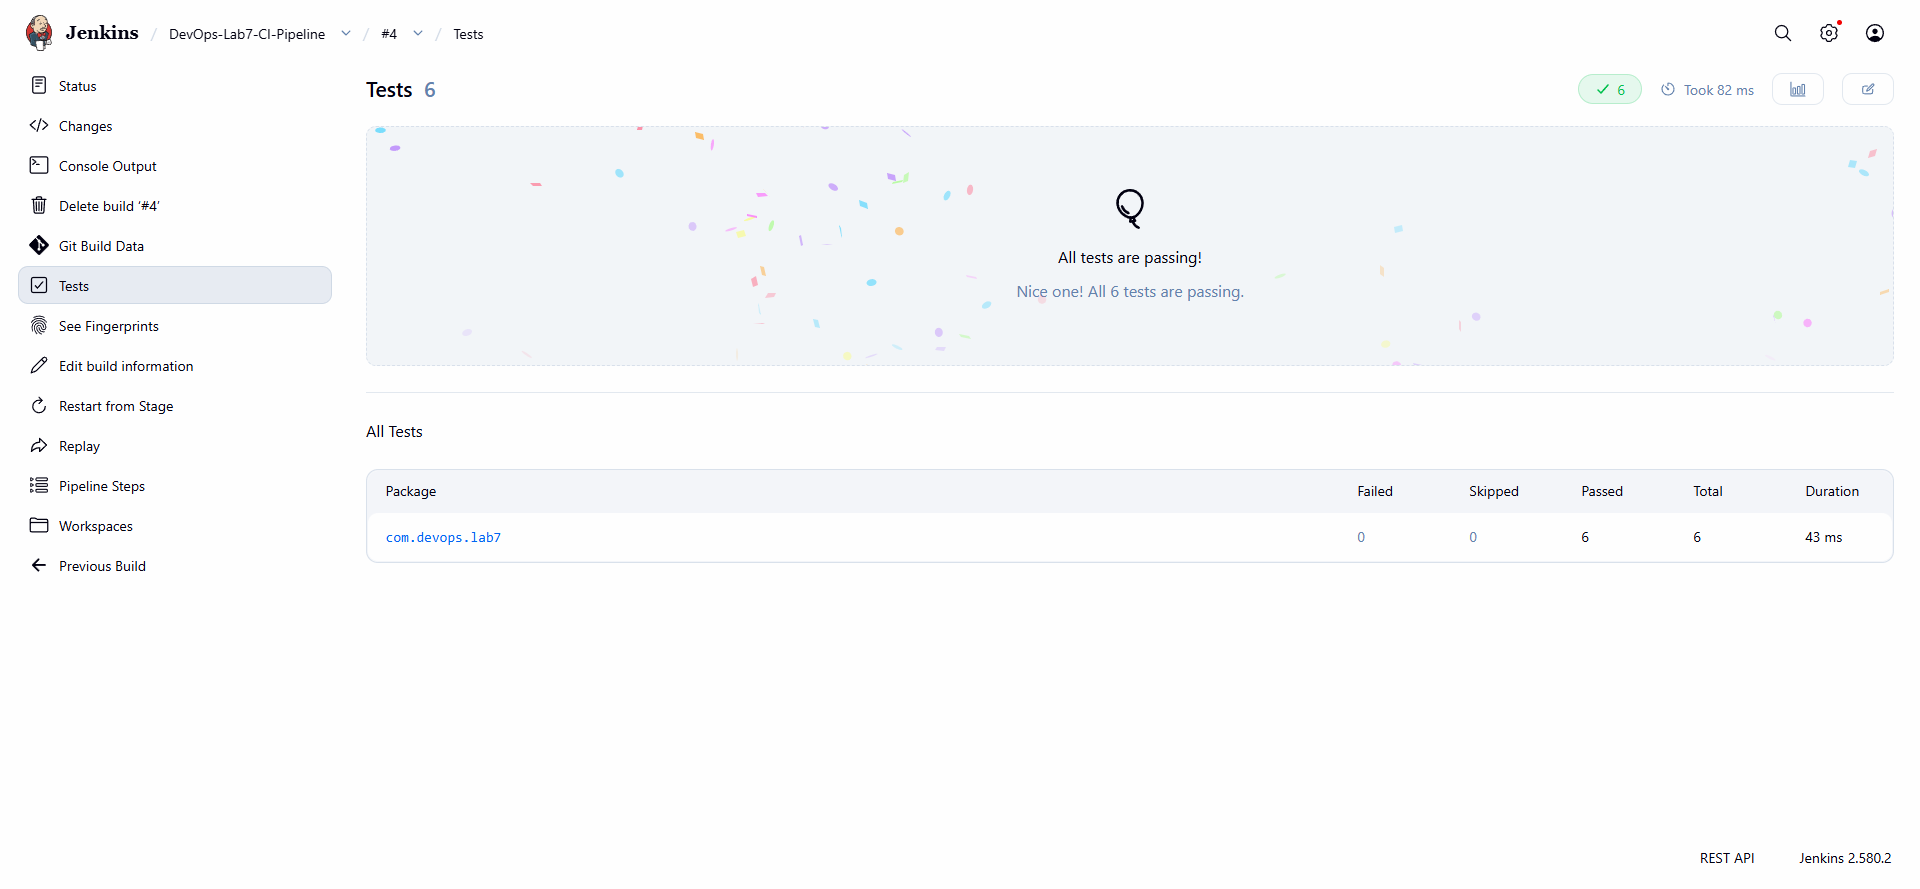 Jenkins / DevOps-Lab7-CI-Pipeline / #4 / Tests
Status
Changes
Console Output
Delete build ‘#4’
Git Build Data
Tests
See Fingerprints
Edit build information
Restart from Stage
Replay
Pipeline Steps
Workspaces
Previous Build
Tests 6
6 Took 82 ms
All tests are passing!
Nice one! All 6 tests are passing.
All Tests
Package Failed Skipped Passed Total Duration
com.devops.lab7 0 0 6 6 43 ms
REST API Jenkins 2.580.2